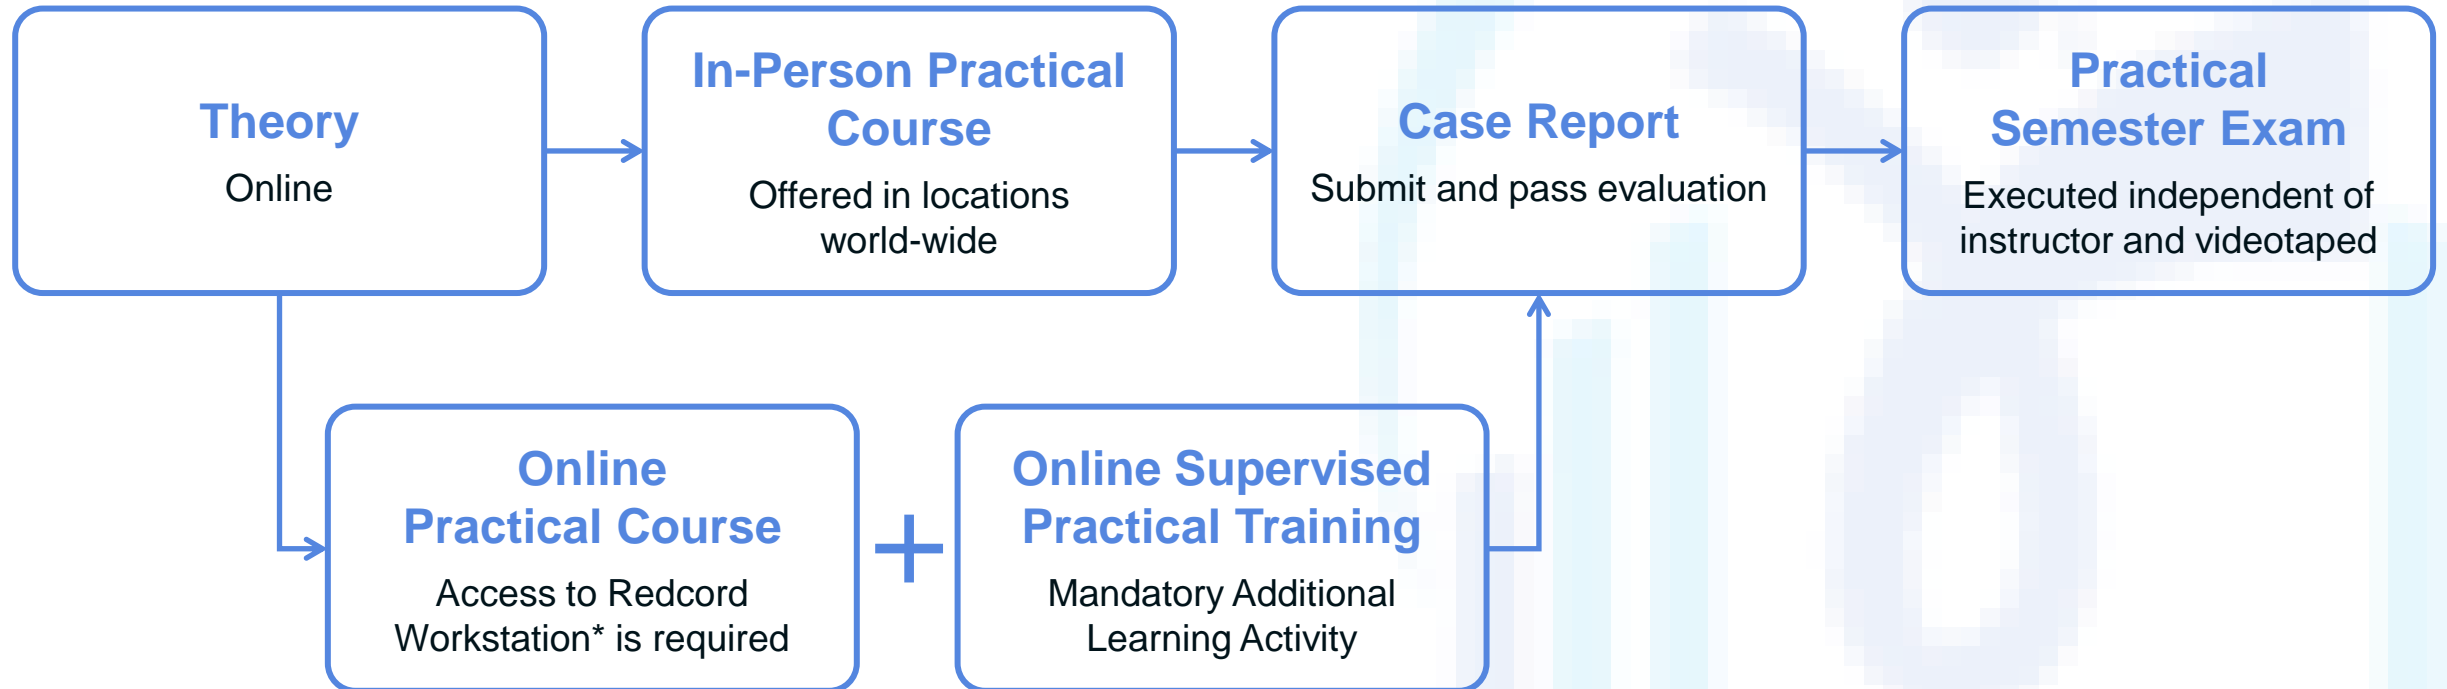 Theory
Online
In-Person Practical
Course
Offered in locations
world-wide
Case Report
Submit and pass evaluation
Practical
Semester Exam
Executed independent of
instructor and videotaped
Online
Practical Course
Access to Redcord
Workstation* is required
+
Online Supervised
Practical Training
Mandatory Additional
Learning Activity